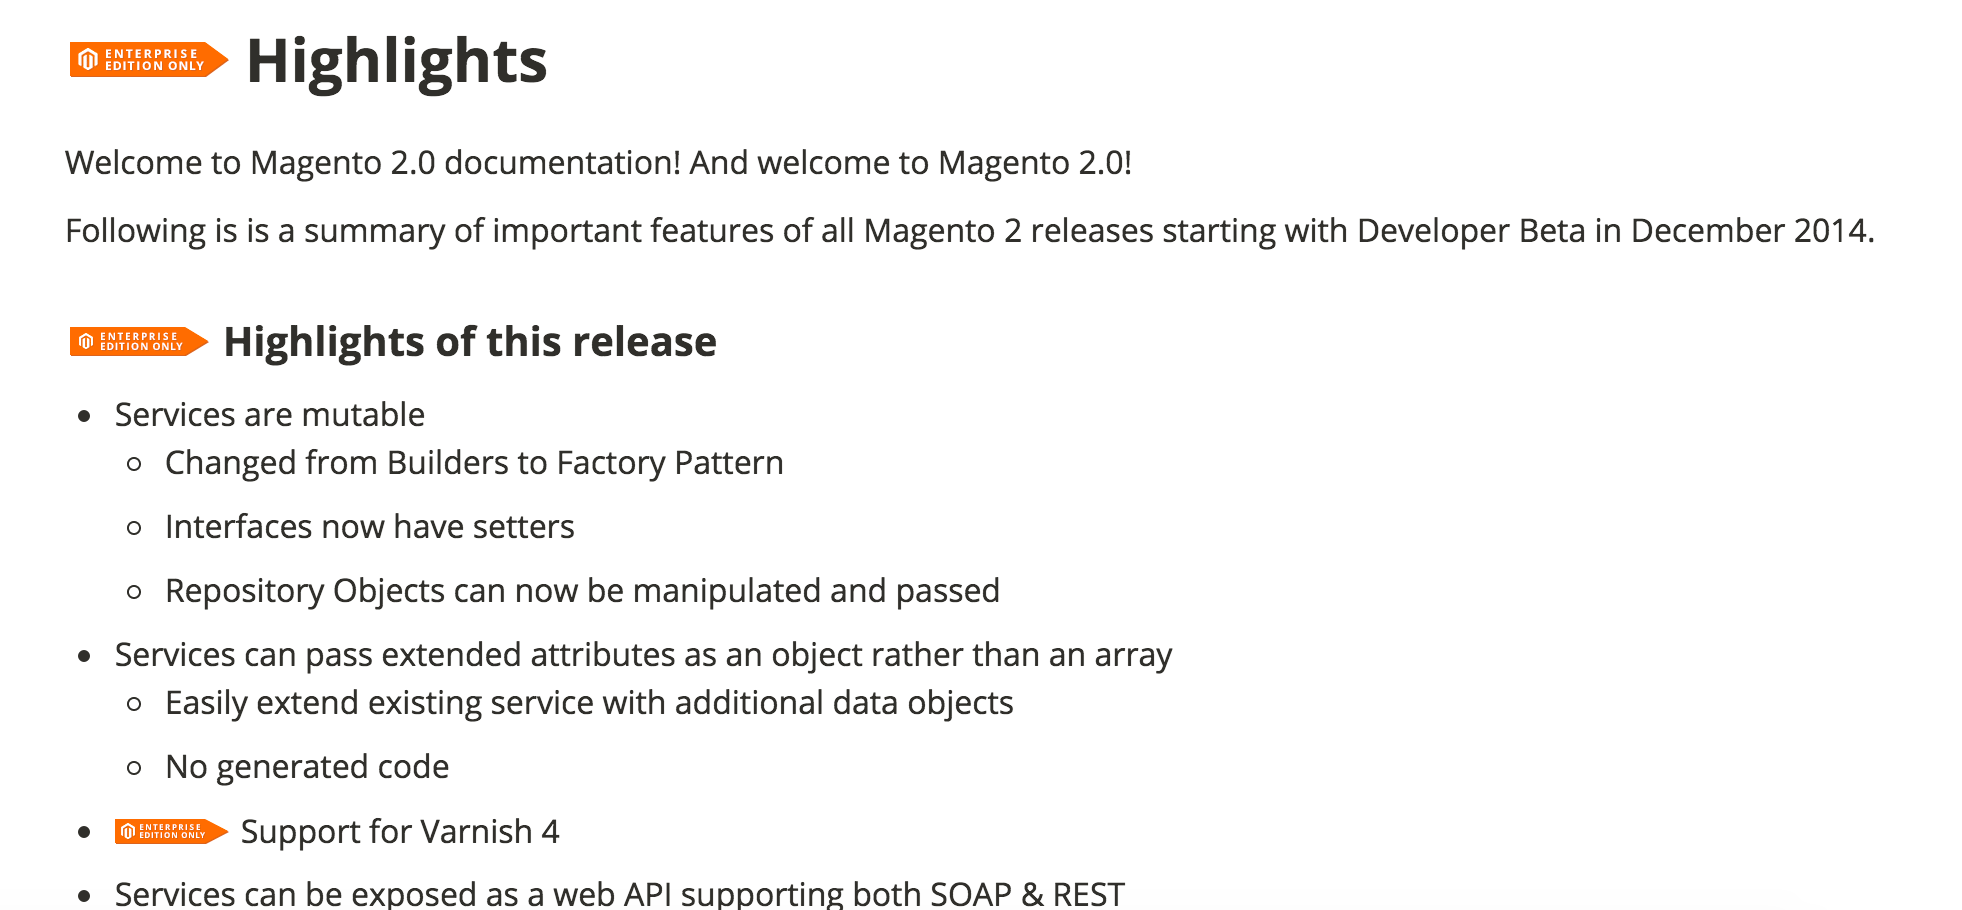 ENTERPRISE
EDITION ONLY
Highlights
Welcome to Magento 2.0 documentation! And welcome to Magento 2.0!
Following is is a summary of important features of all Magento 2 releases starting with Developer Beta in December 2014.
ENTERPRISE
EDITION ONLY
Highlights of this release
Services are mutable
Changed from Builders to Factory Pattern
Interfaces now have setters
Repository Objects can now be manipulated and passed
Services can pass extended attributes as an object rather than an array
Easily extend existing service with additional data objects
No generated code
ENTERPRISE
EDITION ONLY
Support for Varnish 4
Services can be exposed as a web API supporting both SOAP & REST